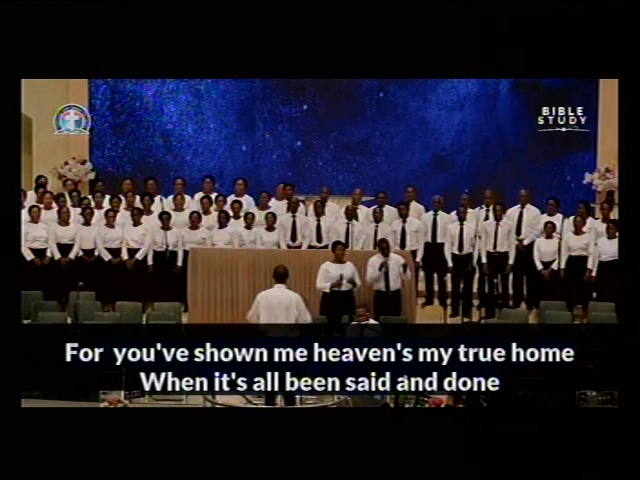 BIBLE
STUDY
For you've shown me heaven's my true home
When it's all been said and done